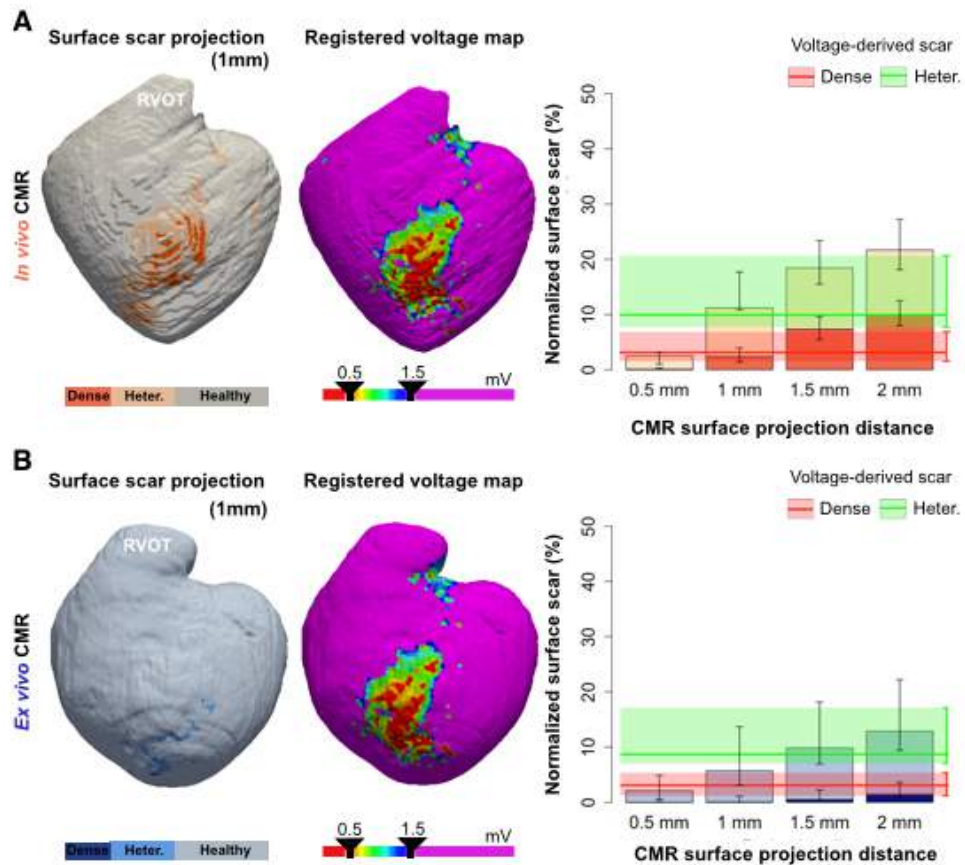 A
Surface scar projection
(1mm)
Registered voltage map
Voltage-derived scar
Dense Heter.
RVOT
In vivo CMR
Normalized surface scar (%)
50
40
30
20
10
0
0.5 mm 1 mm 1.5 mm 2 mm
CMR surface projection distance
Dense Heter. Healthy
0.5 1.5 mV
B
Surface scar projection
(1mm)
Registered voltage map
Voltage-derived scar
Dense Heter.
RVOT
Ex vivo CMR
Normalized surface scar (%)
50
40
30
20
10
0
0.5 mm 1 mm 1.5 mm 2 mm
CMR surface projection distance
Dense Heter. Healthy
0.5 1.5 mV